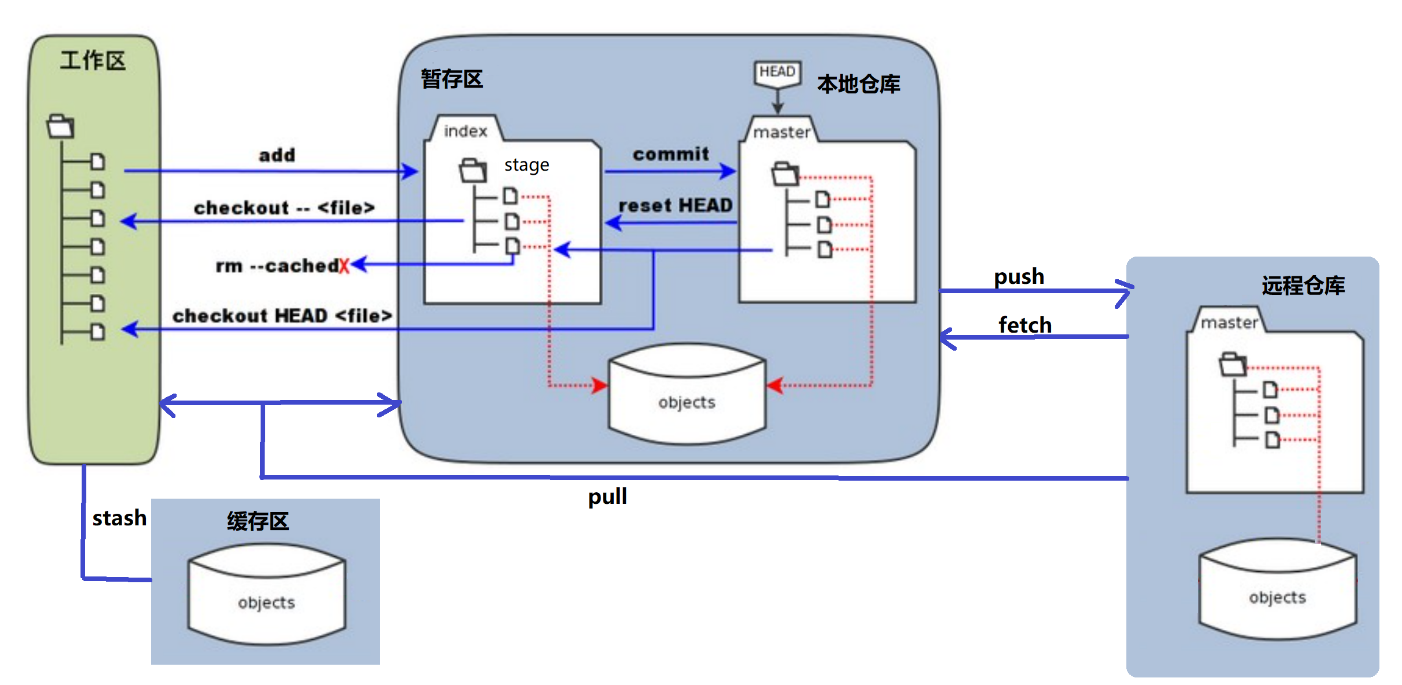 工作区
暂存区
HEAD
本地仓库
index
master
stage
add
commit
checkout -- <file>
reset HEAD
rm --cachedX
checkout HEAD <file>
push
fetch
远程仓库
master
objects
pull
stash
缓存区
objects
objects